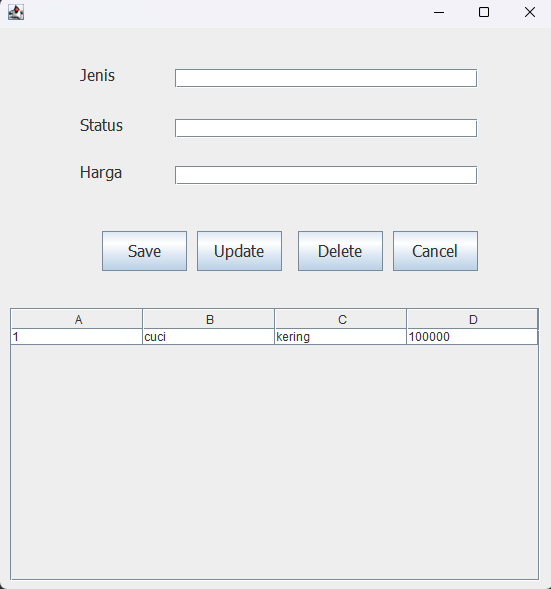 Jenis
Status
Harga
Save Update Delete Cancel
A B C D
1 cuci kering 100000